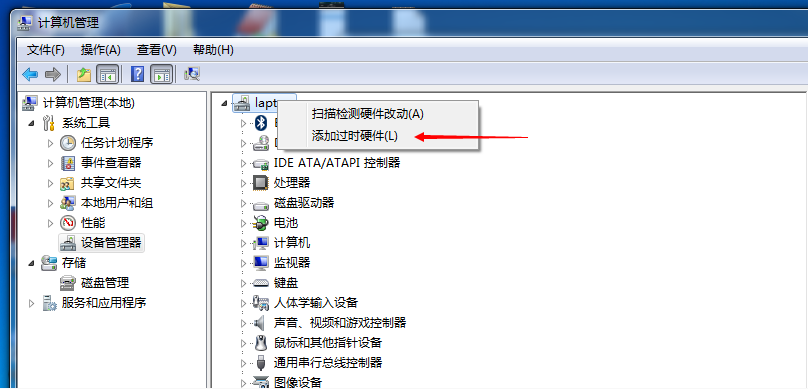 计算机管理
文件(F) 操作(A) 查看(V) 帮助(H)
计算机管理(本地)
系统工具
任务计划程序
事件查看器
共享文件夹
本地用户和组
性能
设备管理器
存储
磁盘管理
服务和应用程序
扫描检测硬件改动(A)
添加过时硬件(L)
IDE ATA/ATAPI 控制器
处理器
磁盘驱动器
电池
计算机
监视器
键盘
人体学输入设备
声音、视频和游戏控制器
鼠标和其他指针设备
通用串行总线控制器
图像设备